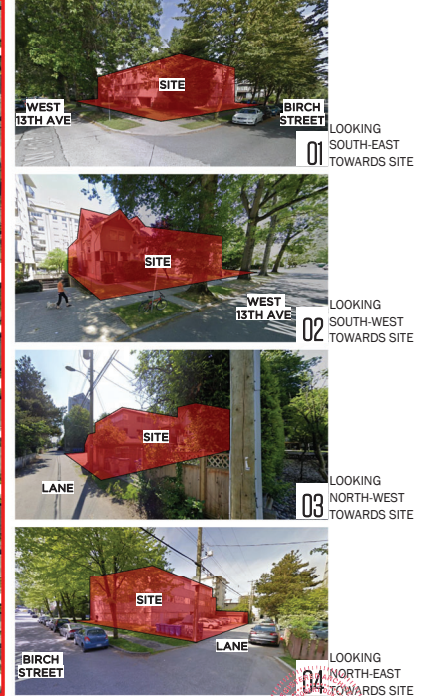 SITE
WEST
13TH AVE
BIRCH
STREET
01
LOOKING
SOUTH-EAST
TOWARDS SITE
SITE
WEST
13TH AVE
02
LOOKING
SOUTH-WEST
TOWARDS SITE
SITE
LANE
03
LOOKING
NORTH-WEST
TOWARDS SITE
SITE
LANE
BIRCH
STREET
04
LOOKING
NORTH-EAST
TOWARDS SITE